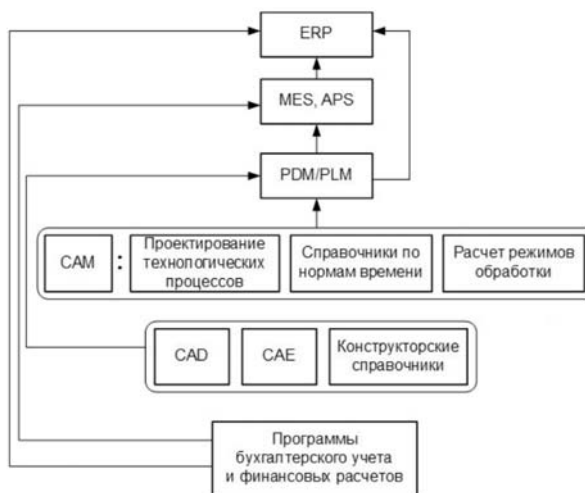 ERP
MES, APS
PDM/PLM
CAM
:
Проектирование
технологических
процессов
Справочники по
нормам времени
Расчет режимов
обработки
CAD
CAE
Конструкторские
справочники
Программы
бухгалтерского учета
и финансовых расчетов